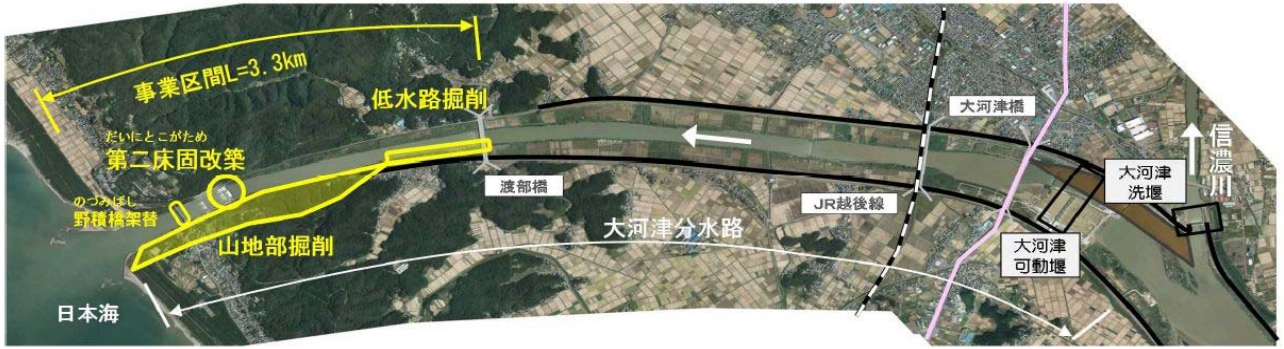 事業区間L=3.3km
低水路掘削
だいにとこがため
第二床固改築
のづみばし
野積橋架替
山地部掘削
日本海
渡部橋
大河津分水路
JR越後線
大河津橋
大河津
可動堰
大河津
洗堰
信濃川